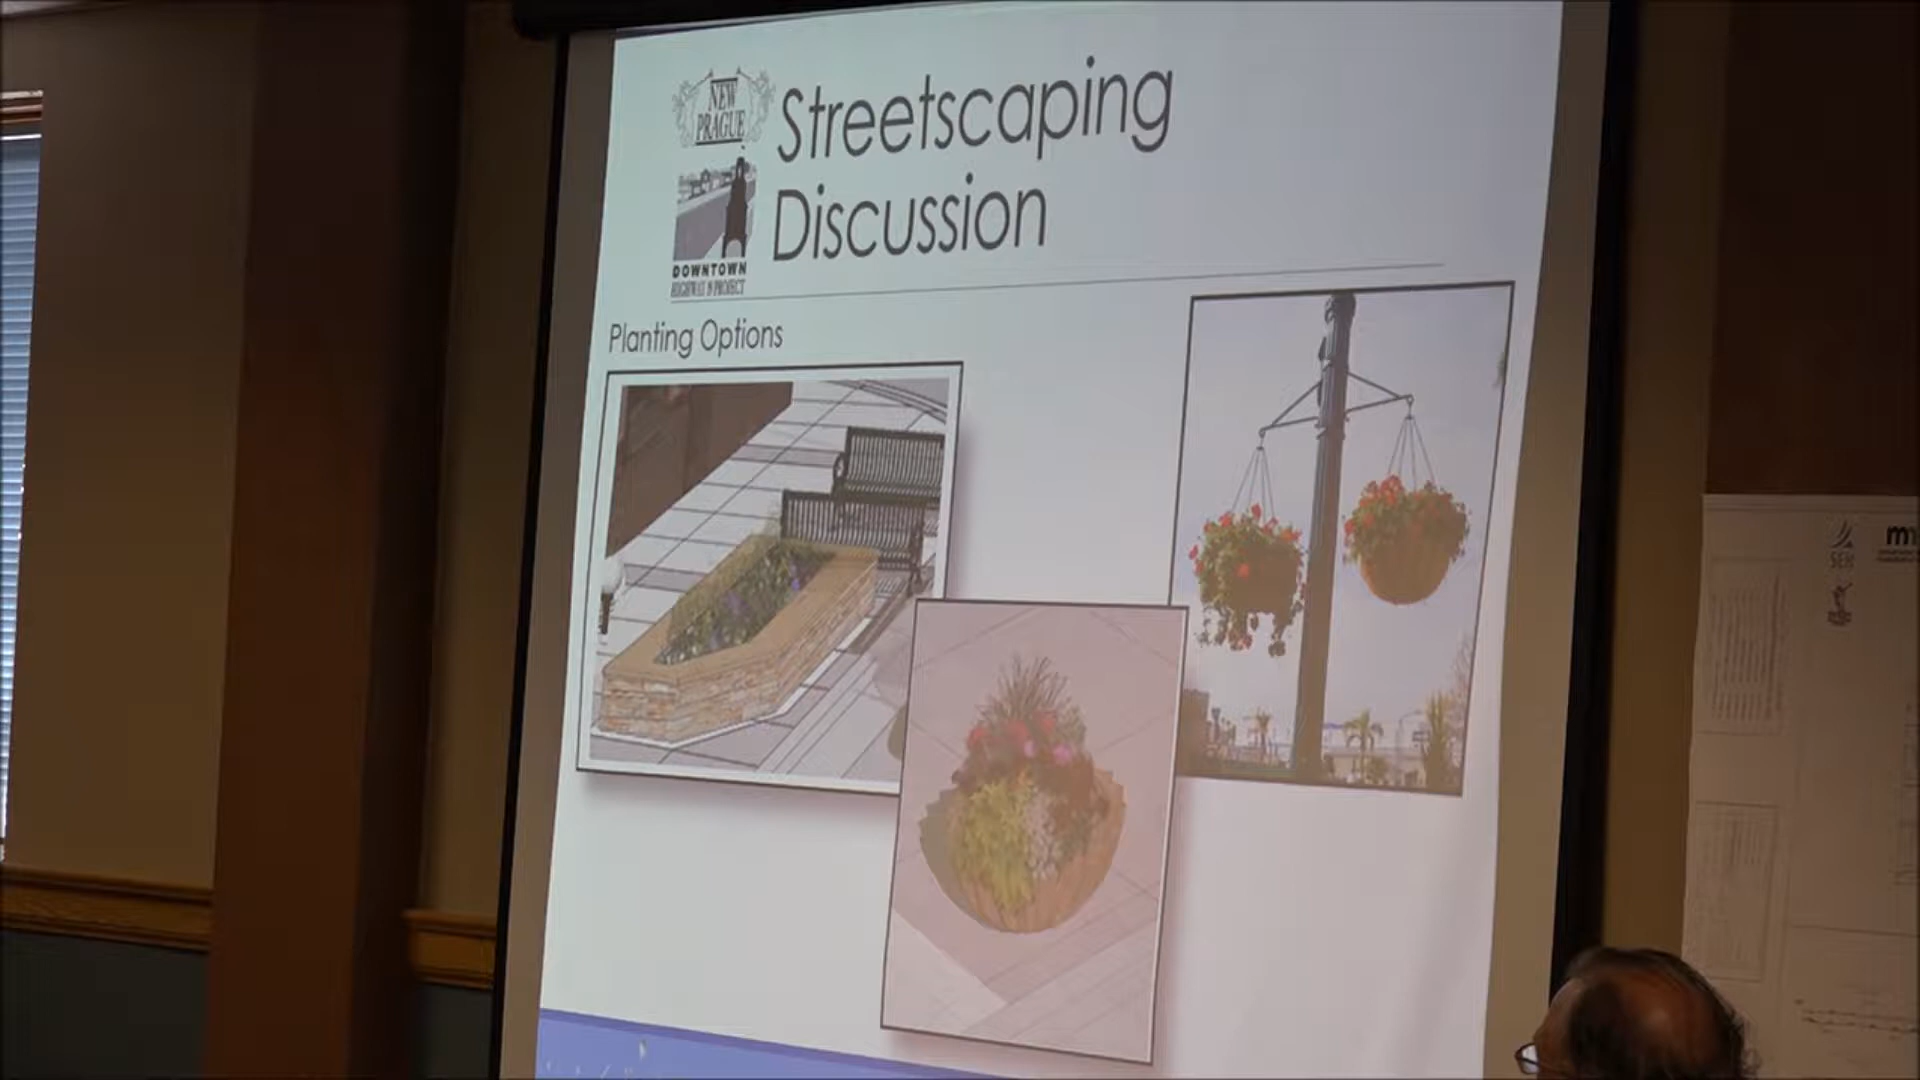 NEW
PRAGUE
Streetscaping
Discussion
DOWNTOWN
HIGHWAY 19 PROJECT
Planting Options
SEH